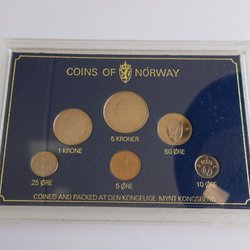 COINS OF NORWAY
1 KRONE
5 KRONER
50 ØRE
25 ØRE
5 ØRE
10 ØRE
COINED AND PACKED AT DEN KONGELIGE MYNT KONGSBERG